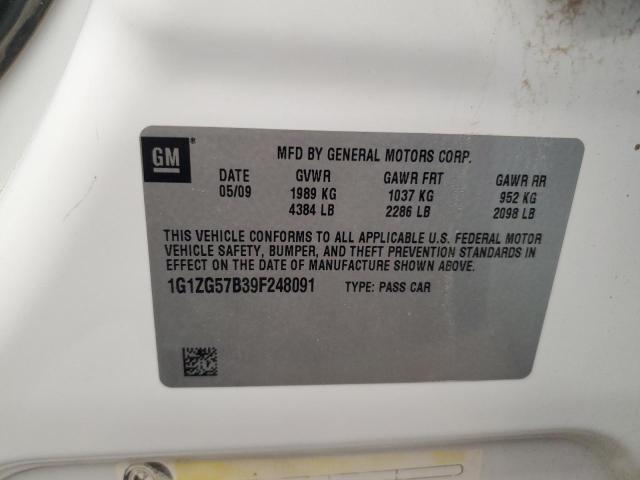 GM
MFD BY GENERAL MOTORS CORP.
DATE GVWR GAWR FRT GAWR RR
05/09 1989 KG 1037 KG 952 KG
4384 LB 2286 LB 2098 LB
THIS VEHICLE CONFORMS TO ALL APPLICABLE U.S. FEDERAL MOTOR
VEHICLE SAFETY, BUMPER, AND THEFT PREVENTION STANDARDS IN
EFFECT ON THE DATE OF MANUFACTURE SHOWN ABOVE.
1G1ZG57B39F248091 TYPE: PASS CAR